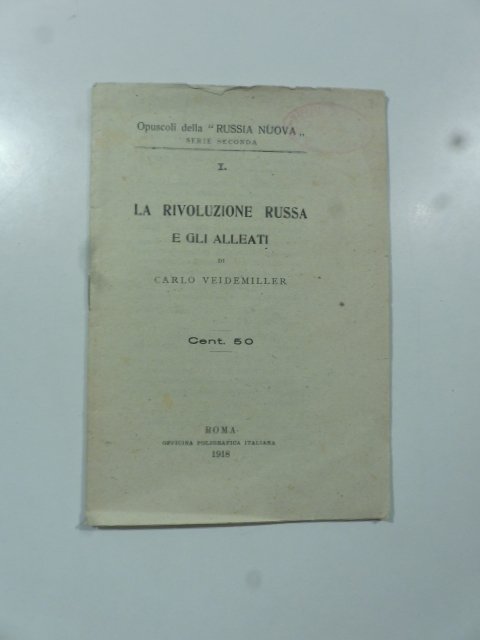 Opuscoli della "RUSSIA NUOVA„
SERIE SECONDA
I.
LA RIVOLUZIONE RUSSA
E GLI ALLEATI
DI
CARLO VEIDEMILLER
Cent. 50
ROMA
OFFICINA POLIGRAFICA ITALIANA
1918